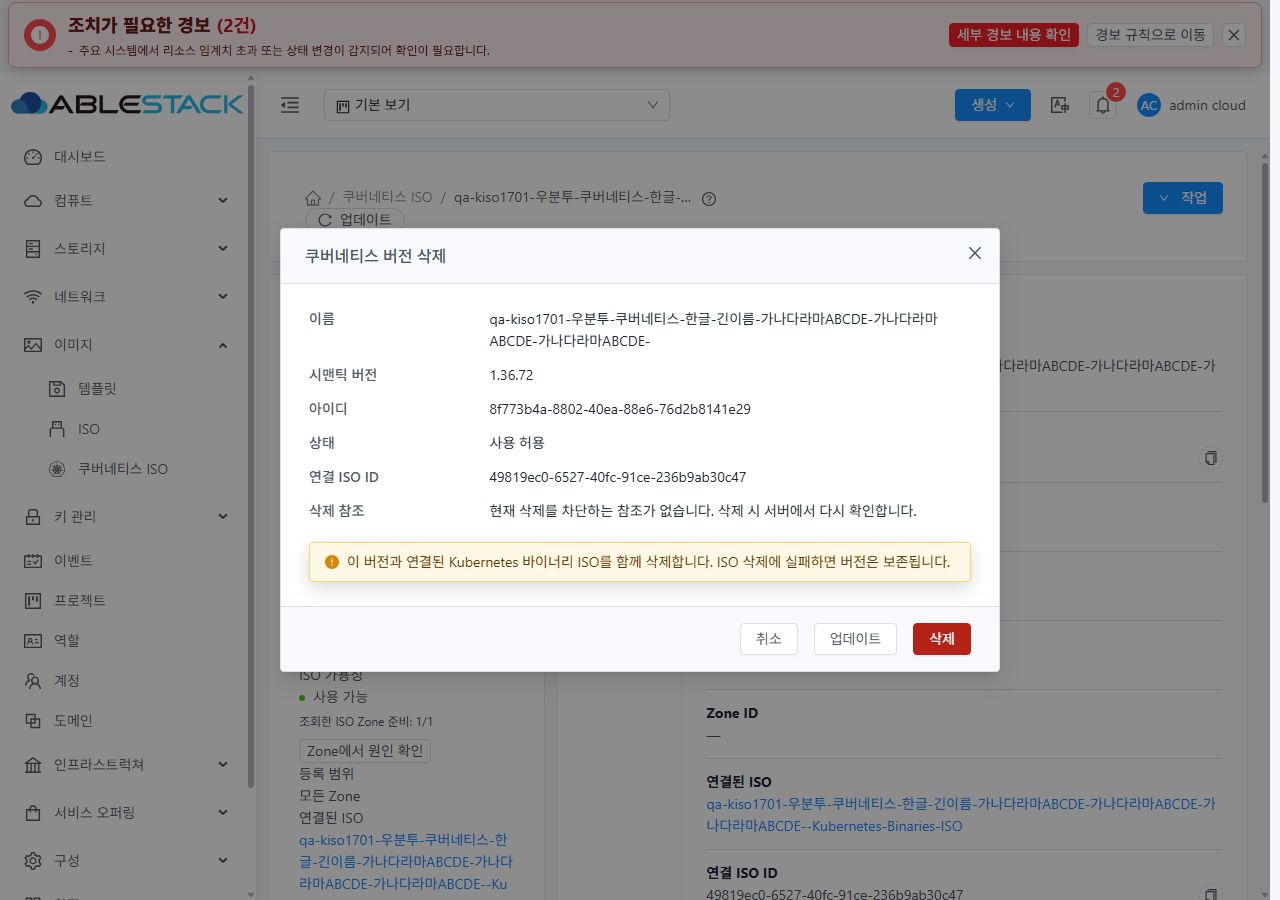 조치가 필요한 경보 (2건)
- 주요 시스템에서 리소스 임계치 초과 또는 상태 변경이 감지되어 확인이 필요합니다.
세부 경보 내용 확인
경보 규칙으로 이동
ABLESTACK
기본 보기
생성
2
AC
admin cloud
대시보드
컴퓨트
스토리지
네트워크
이미지
템플릿
ISO
쿠버네티스 ISO
키 관리
이벤트
프로젝트
역할
계정
도메인
인프라스트럭쳐
서비스 오퍼링
구성
/ 쿠버네티스 ISO / qa-kiso1701-우분투-쿠버네티스-한글-...
업데이트
작업
쿠버네티스 버전 삭제
이름
qa-kiso1701-우분투-쿠버네티스-한글-긴이름-가나다라마ABCDE-가나다라마
ABCDE-가나다라마ABCDE-
시맨틱 버전
1.36.72
아이디
8f773b4a-8802-40ea-88e6-76d2b8141e29
상태
사용 허용
연결 ISO ID
49819ec0-6527-40fc-91ce-236b9ab30c47
삭제 참조
현재 삭제를 차단하는 참조가 없습니다. 삭제 시 서버에서 다시 확인합니다.
이 버전과 연결된 Kubernetes 바이너리 ISO를 함께 삭제합니다. ISO 삭제에 실패하면 버전은 보존됩니다.
취소
업데이트
삭제
나다라마ABCDE-가나다라마ABCDE-가
ISO 가용성
사용 가능
조회한 ISO Zone 준비: 1/1
Zone에서 원인 확인
등록 범위
모든 Zone
연결된 ISO
qa-kiso1701-우분투-쿠버네티스-한
글-긴이름-가나다라마ABCDE-가나다
라마ABCDE-가나다라마ABCDE--Ku
Zone ID
—
연결된 ISO
qa-kiso1701-우분투-쿠버네티스-한글-긴이름-가나다라마ABCDE-가나다라마ABCDE-가
나다라마ABCDE--Kubernetes-Binaries-ISO
연결 ISO ID
49819ec0-6527-40fc-91ce-236b9ab30c47